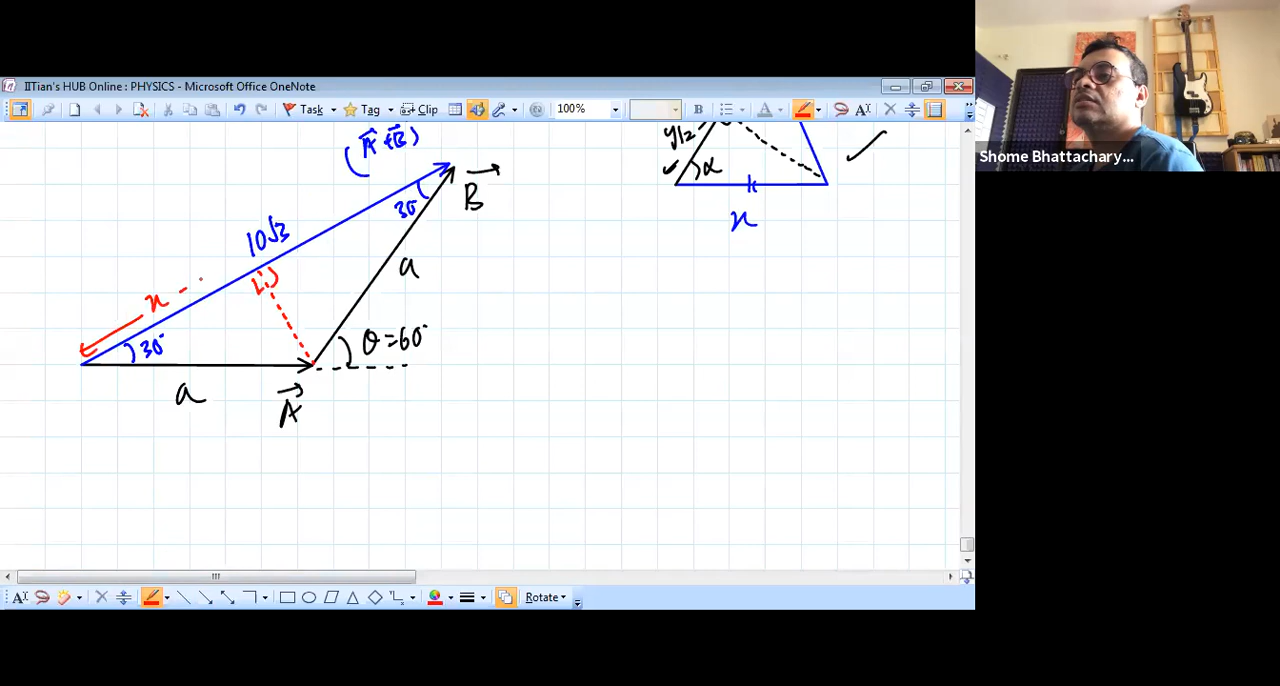 IITian's HUB Online : PHYSICS - Microsoft Office OneNote
Task
Tag
Clip
100%
B
A
(A⃗ + B⃗)
y/2
α
x
30°
B⃗
10√3
a
x
θ=60°
30°
a
A⃗
Shome Bhattachary...
Rotate